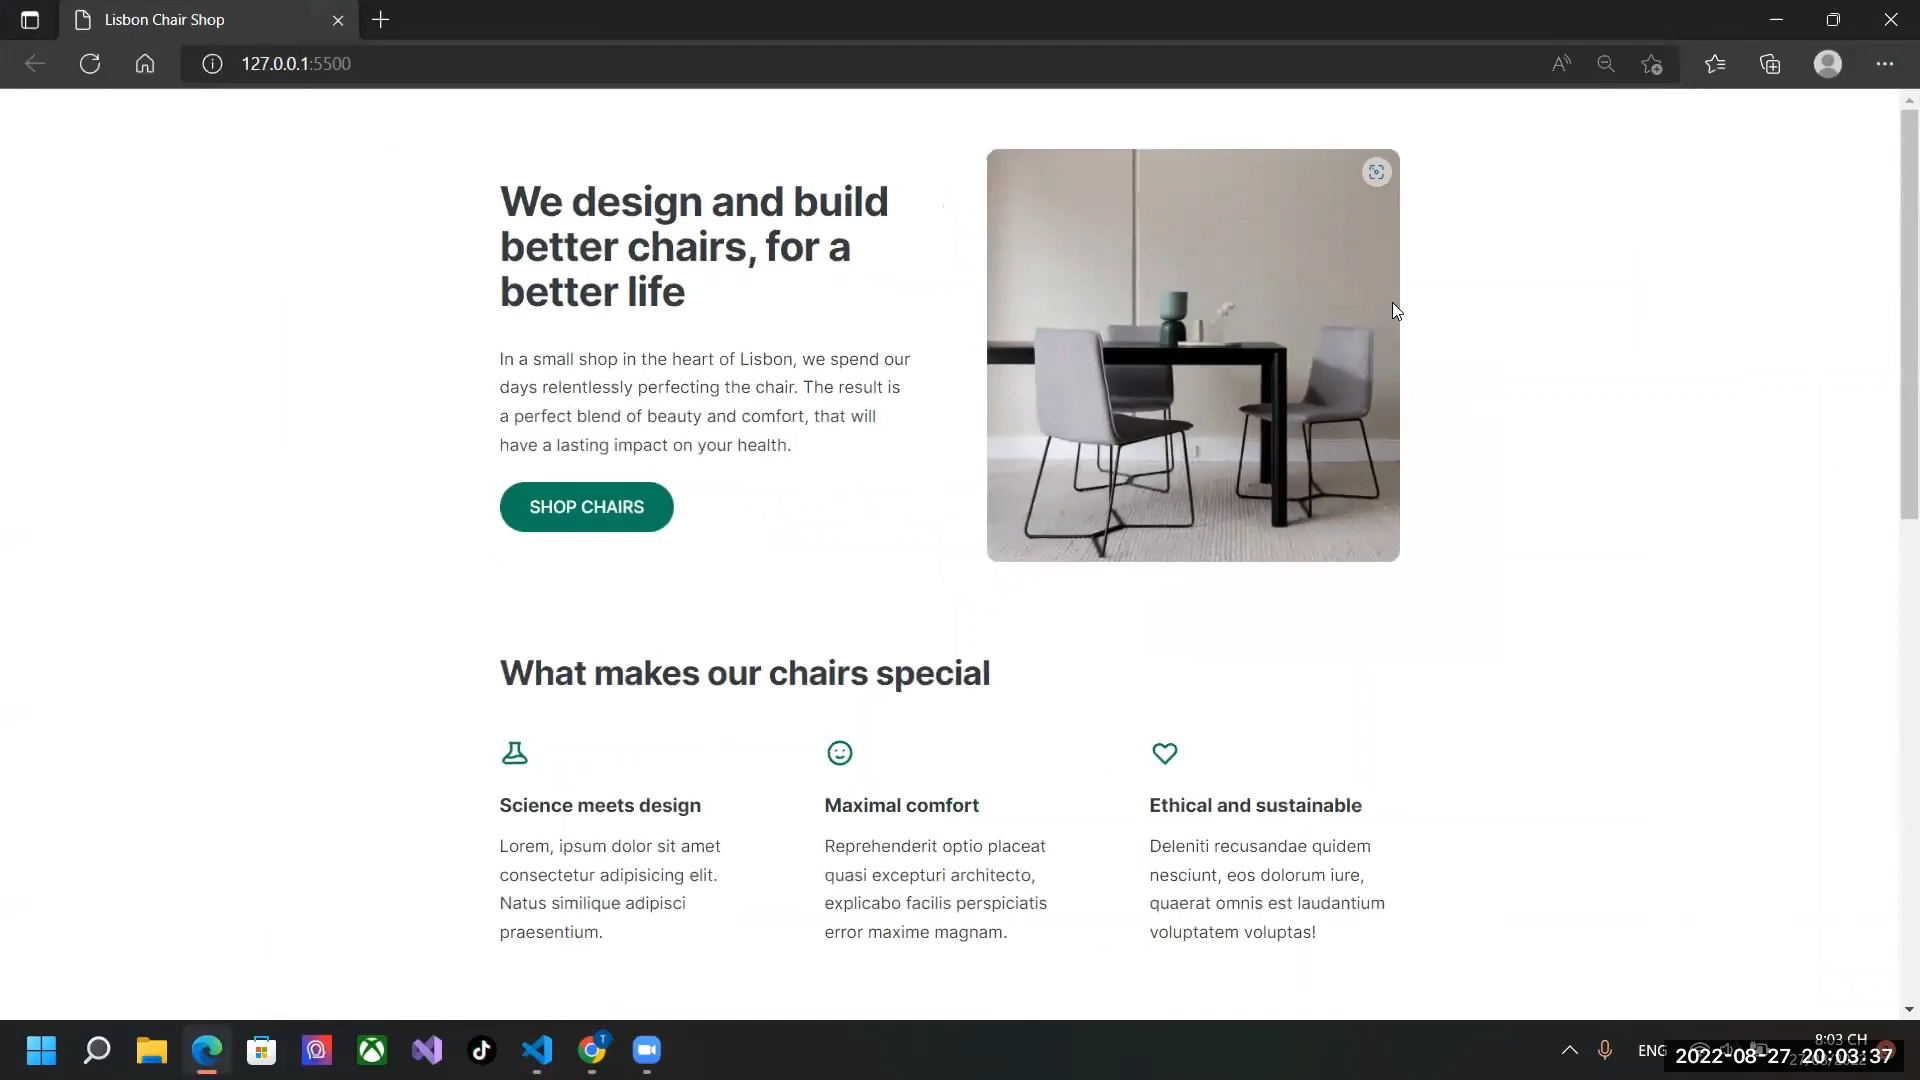 Lisbon Chair Shop
127.0.0.1:5500
We design and build
better chairs, for a
better life
In a small shop in the heart of Lisbon, we spend our
days relentlessly perfecting the chair. The result is
a perfect blend of beauty and comfort, that will
have a lasting impact on your health.
SHOP CHAIRS
What makes our chairs special
Science meets design
Lorem, ipsum dolor sit amet
consectetur adipisicing elit.
Natus similique adipisci
praesentium.
Maximal comfort
Reprehenderit optio placeat
quasi excepturi architecto,
explicabo facilis perspiciatis
error maxime magnam.
Ethical and sustainable
Deleniti recusandae quidem
nesciunt, eos dolorum iure,
quaerat omnis est laudantium
voluptatem voluptas!
T
ENG
8:03 CH
2022-08-27 20:03:37